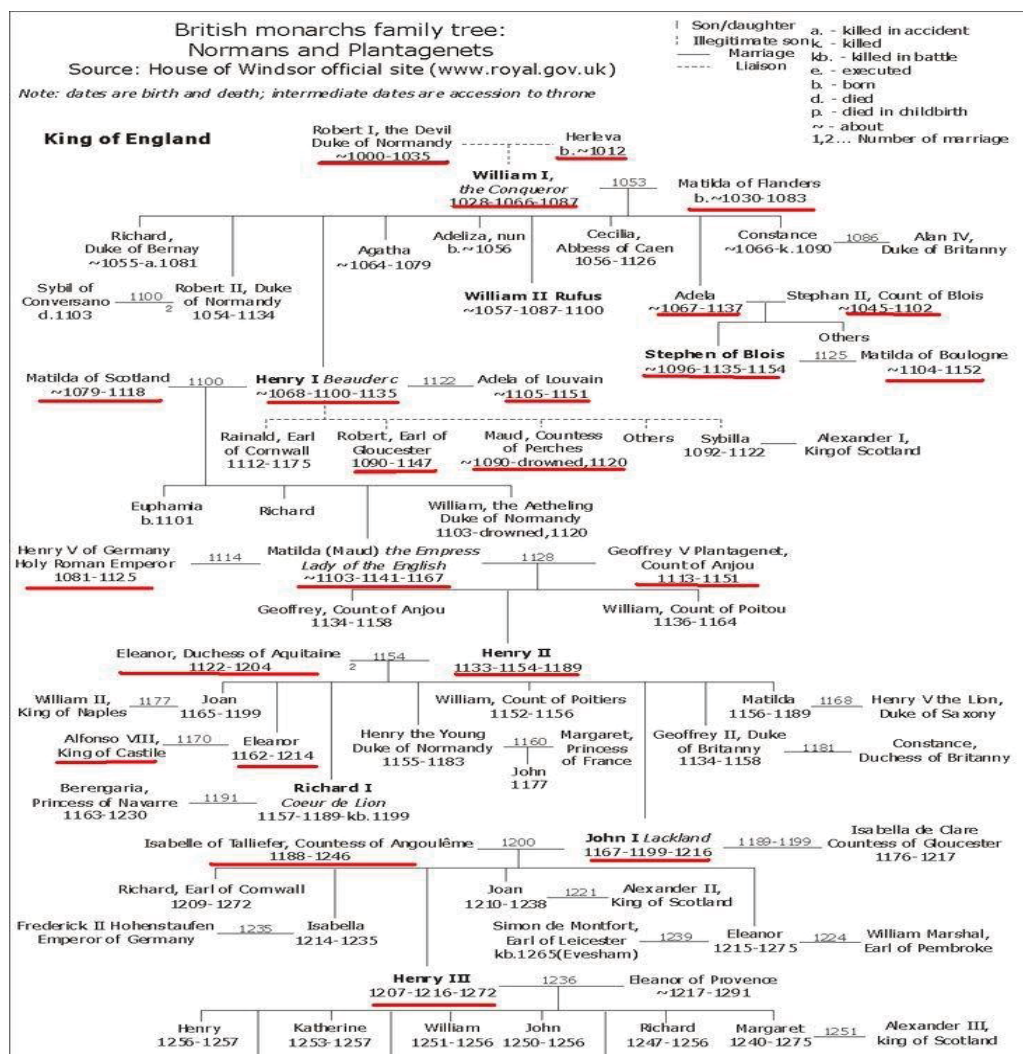 British monarchs family tree:
Normans and Plantagenets
Source: House of Windsor official site (www.royal.gov.uk)
Note: dates are birth and death; intermediate dates are accession to throne
Son/daughter
Illegitimate son
Marriage
Liaison
a. - killed in accident
k. - killed
kb. - killed in battle
e. - executed
b. - born
d. - died
p. - died in childbirth
~ - about
1,2... Number of marriage
King of England
Robert I, the Devil
Duke of Normandy
~1000-1035
Herleva
b.~1012
William I,
the Conqueror
1028-1066-1087
1053
Matilda of Flanders
b.~1030-1083
Richard,
Duke of Bernay
~1055-a.1081
Agatha
~1064-1079
Adeliza, nun
b.~1056
Cecilia,
Abbess of Caen
1056-1126
Constance
~1066-k.1090
1086
Alan IV,
Duke of Britanny
Sybil of
Conversano
d.1103
1100
2
Robert II, Duke
of Normandy
1054-1134
William II Rufus
~1057-1087-1100
Adela
~1067-1137
Stephan II, Count of Blois
~1045-1102
Others
Stephen of Blois
~1096-1135-1154
1125
Matilda of Boulogne
~1104-1152
Matilda of Scotland
~1079-1118
1100
Henry I Beauderc
~1068-1100-1135
1122
Adela of Louvain
~1105-1151
Rainald, Earl
of Cornwall
1112-1175
Robert, Earl of
Gloucester
1090-1147
Maud, Countess
of Perches
~1090-drowned,1120
Others
Sybilla
1092-1122
Alexander I,
King of Scotland
Euphamia
b.1101
Richard
William, the Aetheling
Duke of Normandy
1103-drowned,1120
Henry V of Germany
Holy Roman Emperor
1081-1125
1114
Matilda (Maud) the Empress
Lady of the English
~1103-1141-1167
1128
Geoffrey V Plantagenet,
Count of Anjou
1113-1151
Geoffrey, Count of Anjou
1134-1158
William, Count of Poitou
1136-1164
Eleanor, Duchess of Aquitaine
1122-1204
1154
2
Henry II
1133-1154-1189
William II,
King of Naples
1177
Joan
1165-1199
William, Count of Poitiers
1152-1156
Matilda
1156-1189
1168
Henry V the Lion,
Duke of Saxony
Alfonso VIII,
King of Castile
1170
Eleanor
1162-1214
Henry the Young
Duke of Normandy
1155-1183
1160
Margaret,
Princess
of France
John
1177
Geoffrey II, Duke
of Britanny
1134-1158
1181
Constance,
Duchess of Britanny
Berengaria,
Princess of Navarre
1163-1230
1191
Richard I
Coeur de Lion
1157-1189-kb.1199
Isabelle of Talliefer, Countess of Angoulême
1188-1246
1200
John I Lackland
1167-1199-1216
1189-1199
Isabella de Clare
Countess of Gloucester
1176-1217
Richard, Earl of Cornwall
1209-1272
Joan
1210-1238
1221
Alexander II,
King of Scotland
Frederick II Hohenstaufen
Emperor of Germany
1235
Isabella
1214-1235
Simon de Montfort,
Earl of Leicester
kb.1265(Evesham)
1239
Eleanor
1215-1275
1224
William Marshal,
Earl of Pembroke
Henry III
1207-1216-1272
1236
Eleanor of Provence
~1217-1291
Henry
1256-1257
Katherine
1253-1257
William
1251-1256
John
1250-1256
Richard
1247-1256
Margaret
1240-1275
1251
Alexander III,
king of Scotland